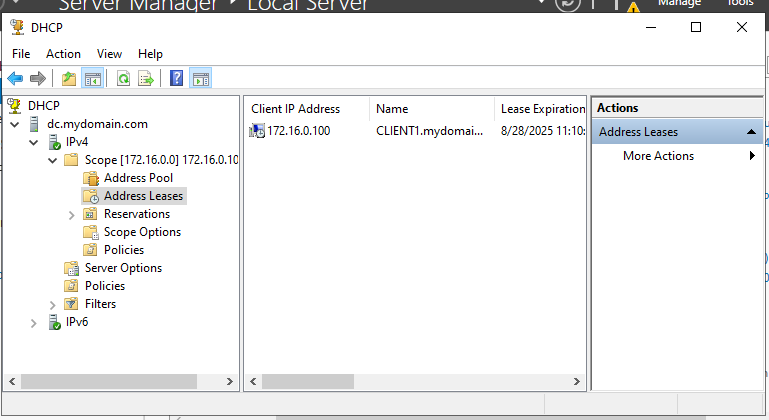 Server Manager ‣ Local Server
Manage Tools
DHCP
File Action View Help
DHCP
dc.mydomain.com
IPv4
Scope [172.16.0.0] 172.16.0.10
Address Pool
Address Leases
Reservations
Scope Options
Policies
Server Options
Policies
Filters
IPv6
Client IP Address Name Lease Expiration
172.16.0.100 CLIENT1.mydomai... 8/28/2025 11:10:
Actions
Address Leases
More Actions